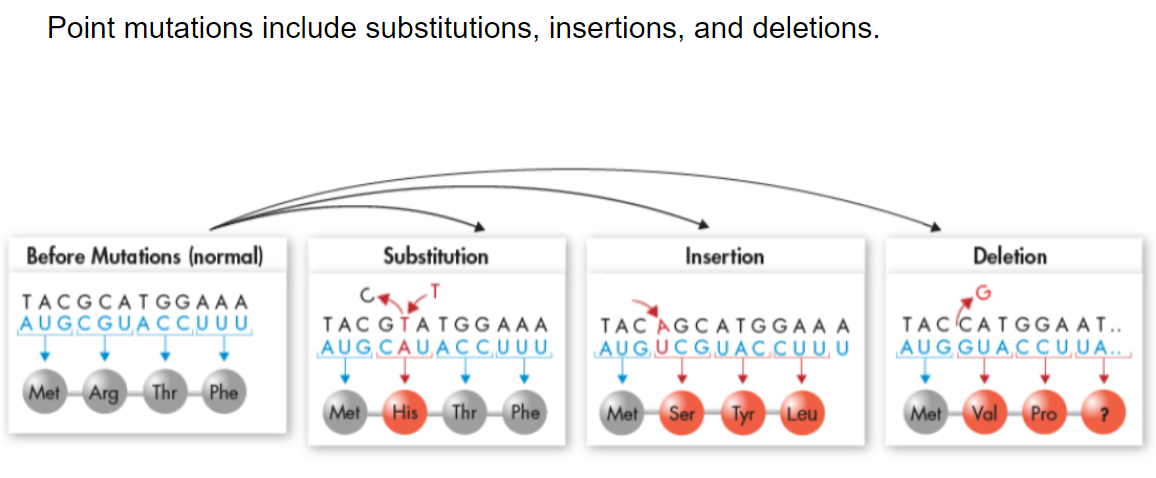 Point mutations include substitutions, insertions, and deletions.
Before Mutations (normal)
TACGCATGGAAA
AUGCGUACCUUU
Met Arg Thr Phe
Substitution
C T
TACGTATGGAAA
AUGCAUACCUUU
Met His Thr Phe
Insertion
TACAGCATGGAAA
AUGUCGUACCUUU
Met Ser Tyr Leu
Deletion
G
TACCATGGAAT..
AUGGUACCUUA..
Met Val Pro ?